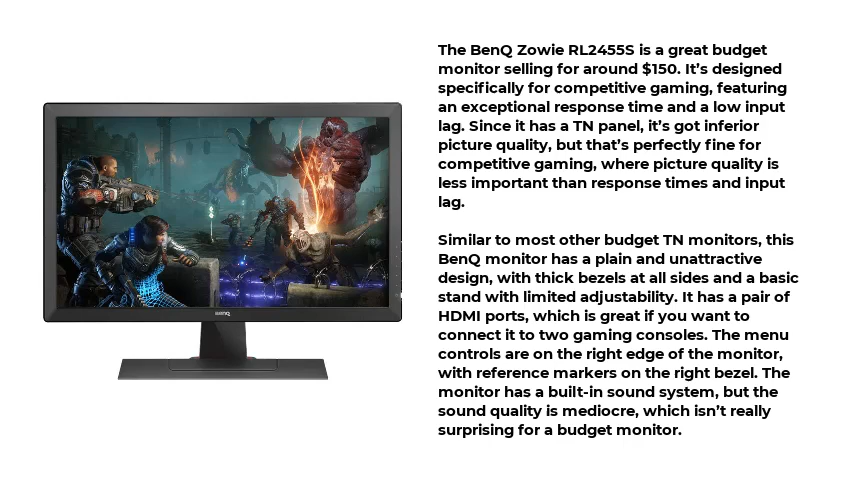 The BenQ Zowie RL2455S is a great budget
monitor selling for around $150. It’s designed
specifically for competitive gaming, featuring
an exceptional response time and a low input
lag. Since it has a TN panel, it’s got inferior
picture quality, but that’s perfectly fine for
competitive gaming, where picture quality is
less important than response times and input
lag.
Similar to most other budget TN monitors, this
BenQ monitor has a plain and unattractive
design, with thick bezels at all sides and a basic
stand with limited adjustability. It has a pair of
HDMI ports, which is great if you want to
connect it to two gaming consoles. The menu
controls are on the right edge of the monitor,
with reference markers on the right bezel. The
monitor has a built-in sound system, but the
sound quality is mediocre, which isn’t really
surprising for a budget monitor.
BenQ